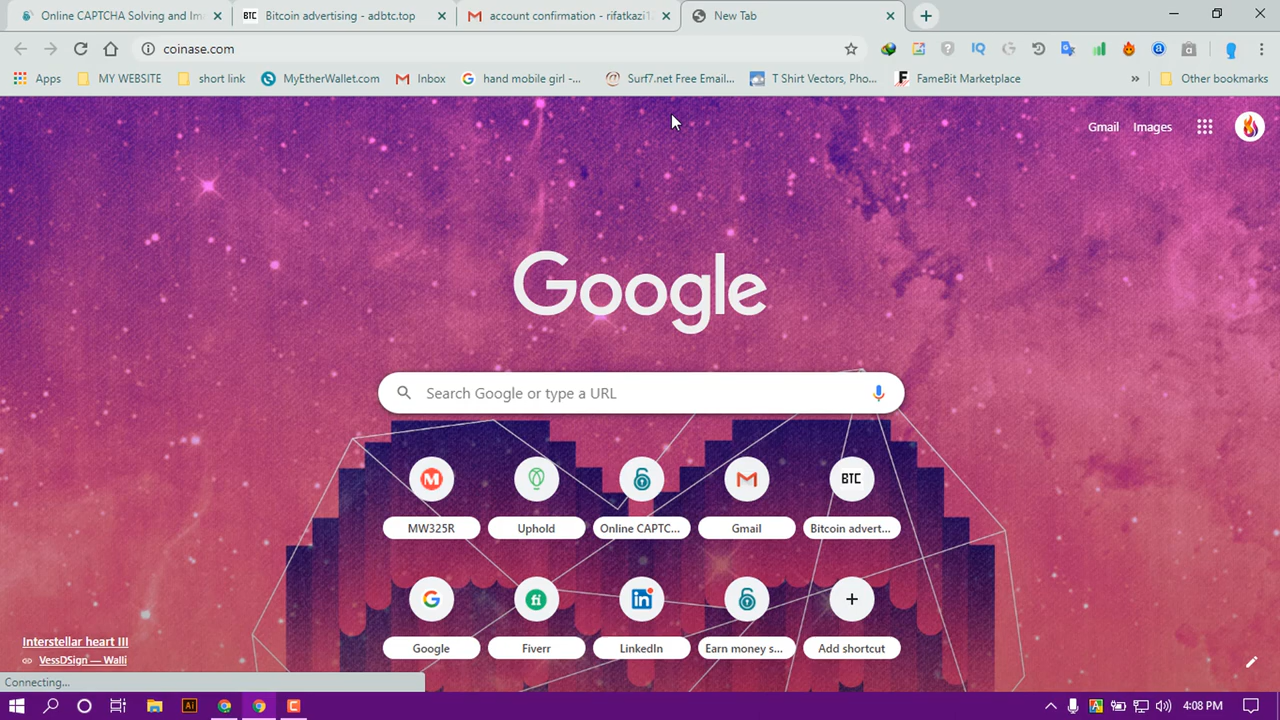 Online CAPTCHA Solving and Im
BTC Bitcoin advertising - adbtc.top
account confirmation - rifatkazi1
New Tab
coinase.com
Apps
MY WEBSITE
short link
MyEtherWallet.com
Inbox
hand mobile girl -...
Surf7.net Free Email...
T Shirt Vectors, Pho...
FameBit Marketplace
»
Other bookmarks
Gmail
Images
Google
Search Google or type a URL
BTC
MW325R
Uphold
Online CAPTC...
Gmail
Bitcoin advert...
Google
Fiverr
LinkedIn
Earn money s...
Add shortcut
Interstellar heart III
VessDSign — Walli
Connecting...
4:08 PM